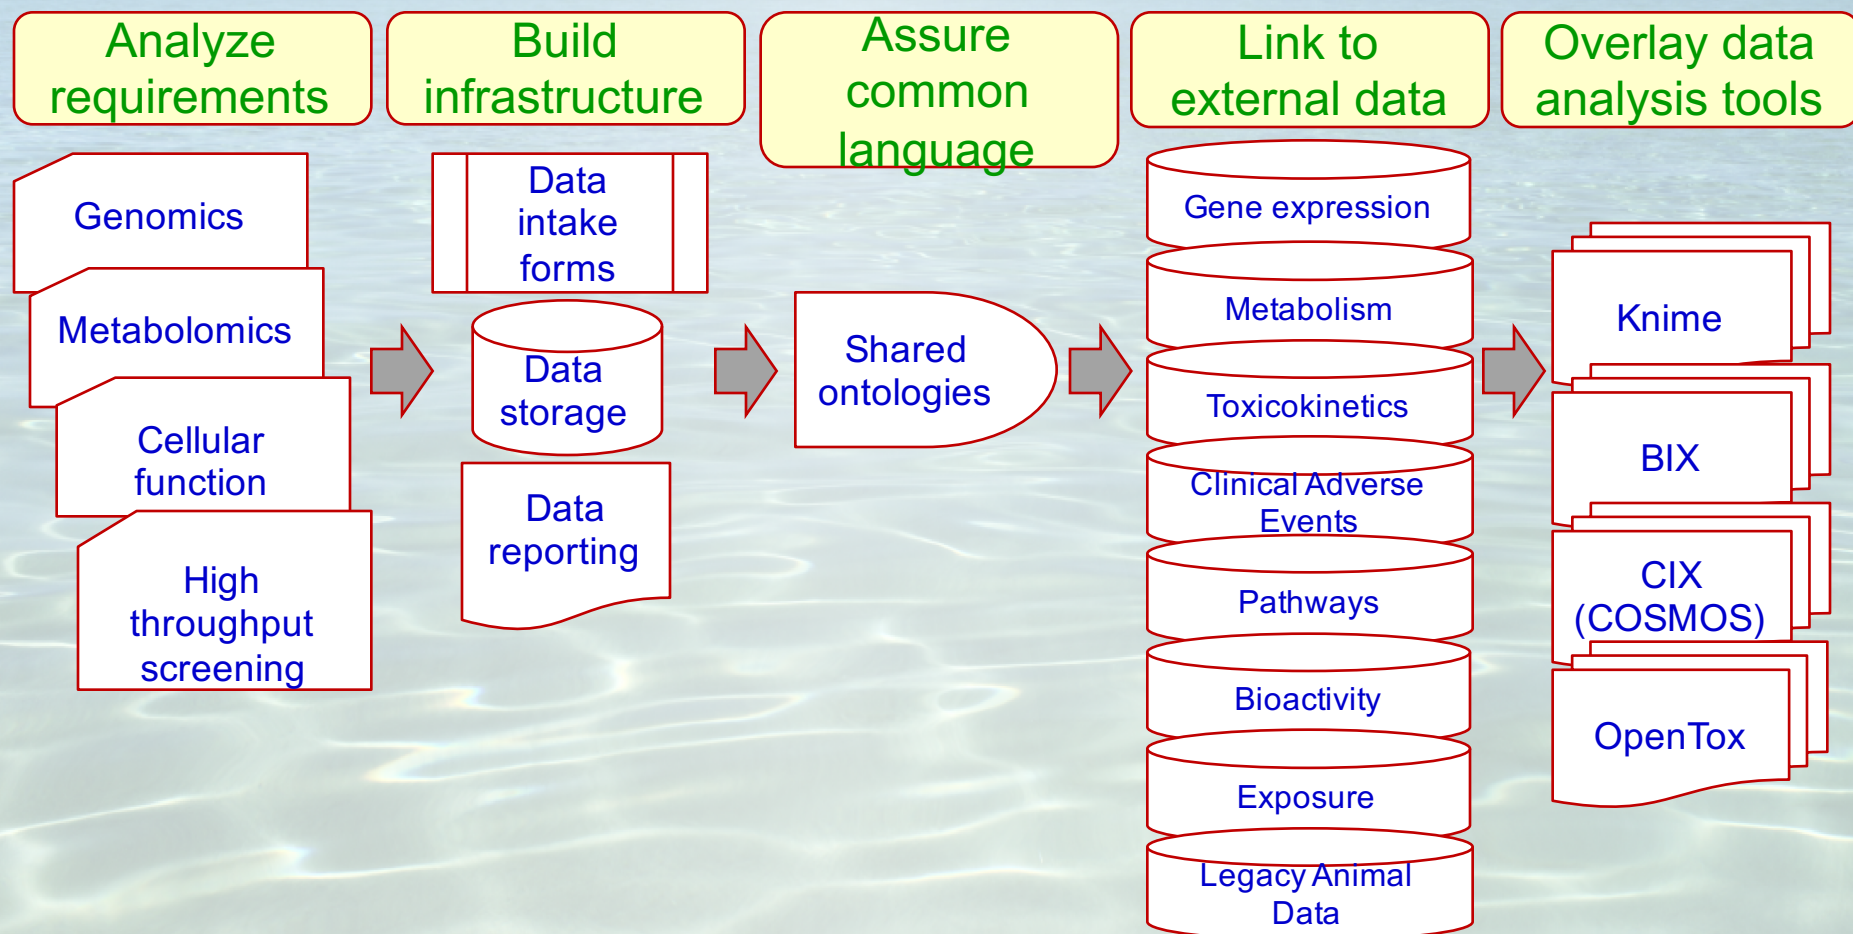 Analyze
requirements
Build
infrastructure
Assure
common
language
Link to
external data
Overlay data
analysis tools
Genomics
Metabolomics
Cellular
function
High
throughput
screening
Data
intake
forms
Data
storage
Data
reporting
Shared
ontologies
Gene expression
Metabolism
Toxicokinetics
Clinical Adverse
Events
Pathways
Bioactivity
Exposure
Legacy Animal
Data
Knime
BIX
CIX
(COSMOS)
OpenTox